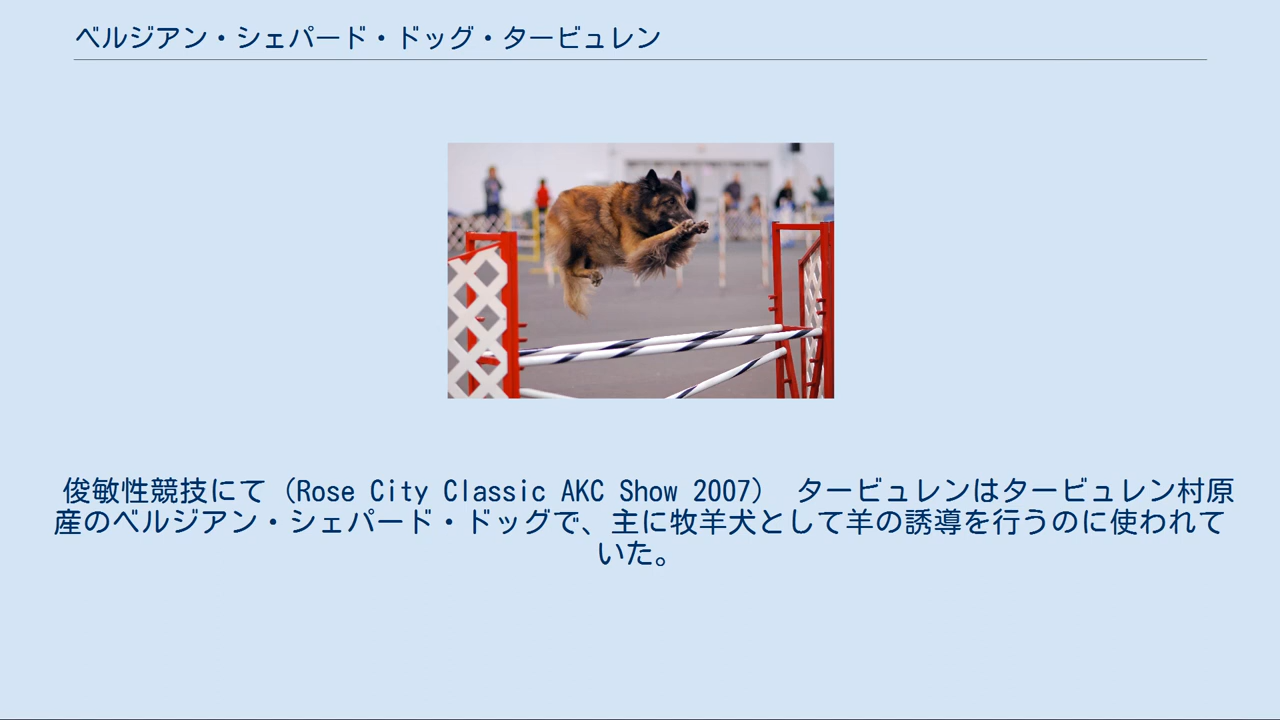 ベルジアン・シェパード・ドッグ・タービュレン
俊敏性競技にて（Rose City Classic AKC Show 2007） タービュレンはタービュレン村原
産のベルジアン・シェパード・ドッグで、主に牧羊犬として羊の誘導を行うのに使われて
いた。